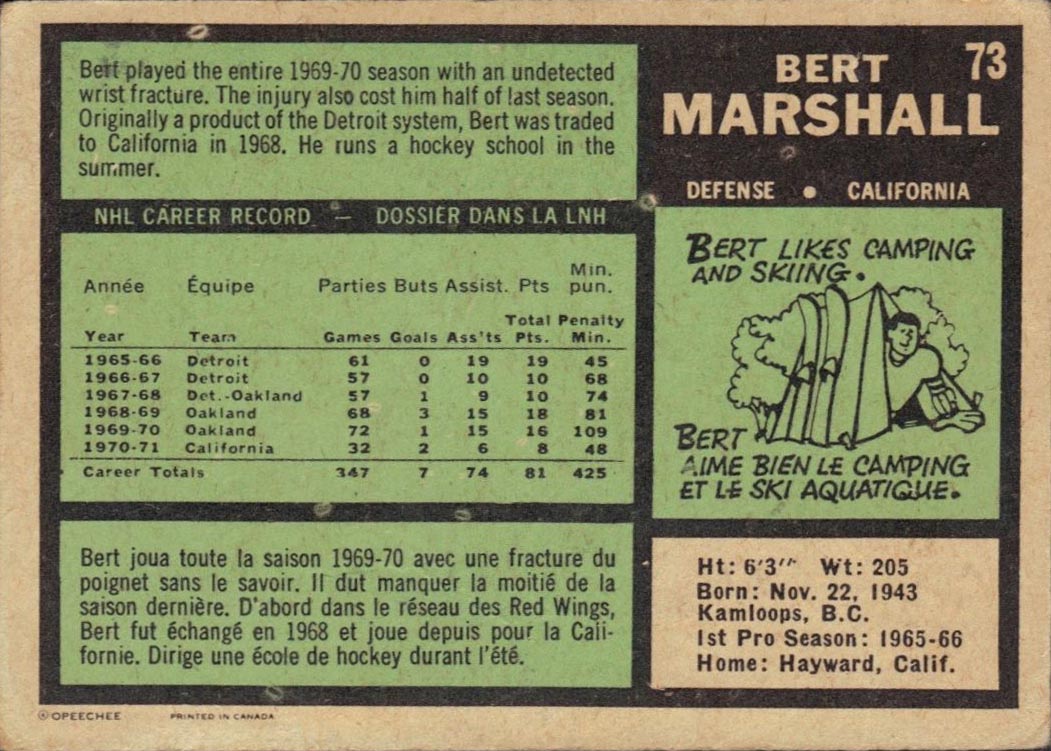 Bert played the entire 1969-70 season with an undetected
wrist fracture. The injury also cost him half of last season.
Originally a product of the Detroit system, Bert was traded
to California in 1968. He runs a hockey school in the
summer.
BERT 73
MARSHALL
DEFENSE • CALIFORNIA
NHL CAREER RECORD — DOSSIER DANS LA LNH
Année Équipe Parties Buts Assist. Pts Min. pun.
Year Team Games Goals Ass'ts Total Pts. Penalty Min.
1965-66 Detroit 61 0 19 19 45
1966-67 Detroit 57 0 10 10 68
1967-68 Det.-Oakland 57 1 9 10 74
1968-69 Oakland 68 3 15 18 81
1969-70 Oakland 72 1 15 16 109
1970-71 California 32 2 6 8 48
Career Totals 347 7 74 81 425
BERT LIKES CAMPING
AND SKIING.
BERT
AIME BIEN LE CAMPING
ET LE SKI AQUATIQUE.
Bert joua toute la saison 1969-70 avec une fracture du
poignet sans le savoir. Il dut manquer la moitié de la
saison dernière. D'abord dans le réseau des Red Wings,
Bert fut échangé en 1968 et joue depuis pour la Cali-
fornie. Dirige une école de hockey durant l'été.
Ht: 6'3" Wt: 205
Born: Nov. 22, 1943
Kamloops, B.C.
1st Pro Season: 1965-66
Home: Hayward, Calif.
© OPEECHEE PRINTED IN CANADA